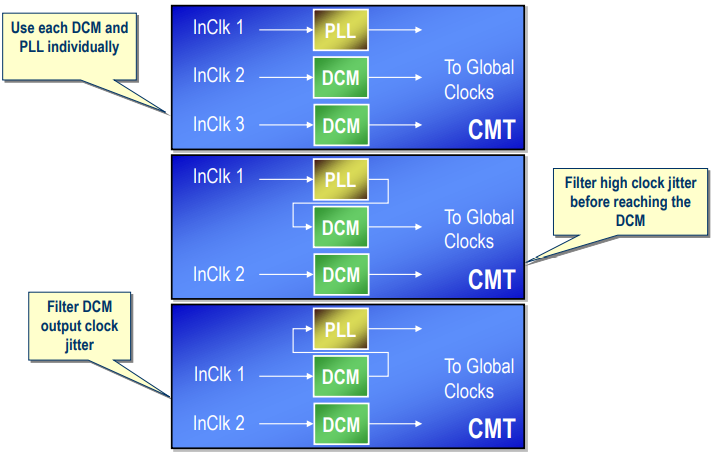 Use each DCM and
PLL individually
InClk 1
PLL
InClk 2
DCM
To Global
Clocks
InClk 3
DCM
CMT
InClk 1
PLL
Filter high clock jitter
before reaching the
DCM
DCM
To Global
Clocks
InClk 2
DCM
CMT
Filter DCM
output clock
jitter
PLL
InClk 1
DCM
To Global
Clocks
InClk 2
DCM
CMT